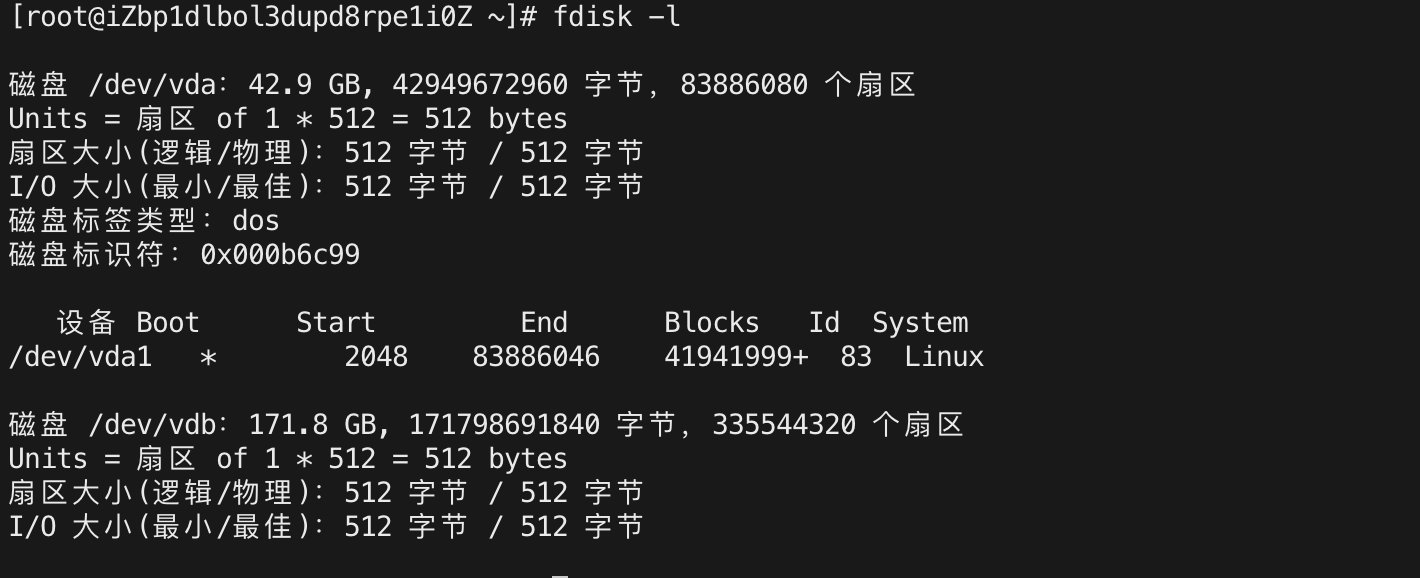 [root@iZbp1dlbol3dupd8rpe1i0Z ~]# fdisk -l
磁盘 /dev/vda：42.9 GB, 42949672960 字节，83886080 个扇区
Units = 扇区 of 1 * 512 = 512 bytes
扇区大小(逻辑/物理)：512 字节 / 512 字节
I/O 大小(最小/最佳)：512 字节 / 512 字节
磁盘标签类型：dos
磁盘标识符：0x000b6c99
设备 Boot Start End Blocks Id System
/dev/vda1 * 2048 83886046 41941999+ 83 Linux
磁盘 /dev/vdb：171.8 GB, 171798691840 字节，335544320 个扇区
Units = 扇区 of 1 * 512 = 512 bytes
扇区大小(逻辑/物理)：512 字节 / 512 字节
I/O 大小(最小/最佳)：512 字节 / 512 字节